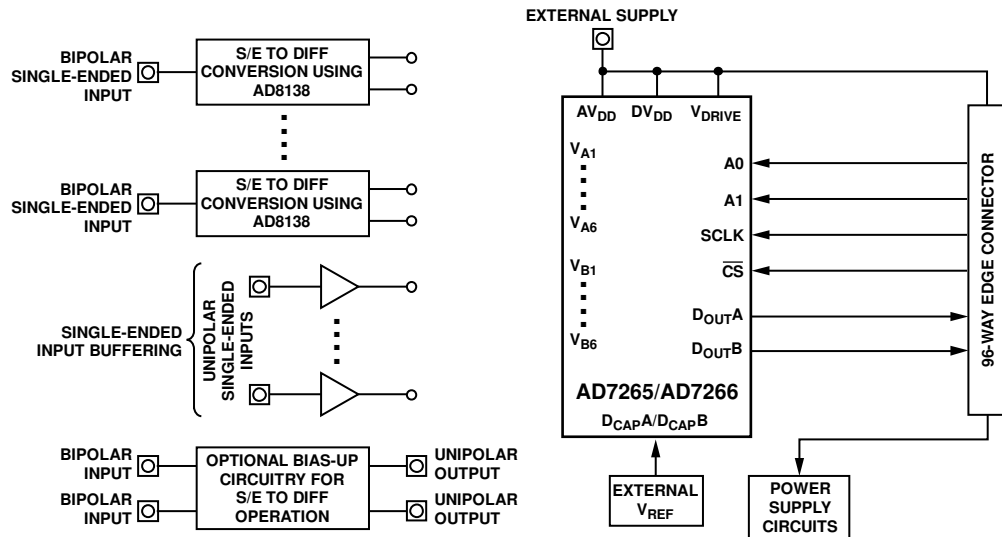 BIPOLAR
SINGLE-ENDED
INPUT
S/E TO DIFF
CONVERSION USING
AD8138
BIPOLAR
SINGLE-ENDED
INPUT
S/E TO DIFF
CONVERSION USING
AD8138
SINGLE-ENDED
INPUT BUFFERING
UNIPOLAR
SINGLE-ENDED
INPUTS
BIPOLAR
INPUT
BIPOLAR
INPUT
OPTIONAL BIAS-UP
CIRCUITRY FOR
S/E TO DIFF
OPERATION
UNIPOLAR
OUTPUT
UNIPOLAR
OUTPUT
EXTERNAL SUPPLY
AVDD DVDD VDRIVE
VA1
VA6
VB1
VB6
A0
A1
SCLK
CS
DOUTA
DOUTB
AD7265/AD7266
DCAPA/DCAPB
EXTERNAL
VREF
POWER
SUPPLY
CIRCUITS
96-WAY EDGE CONNECTOR